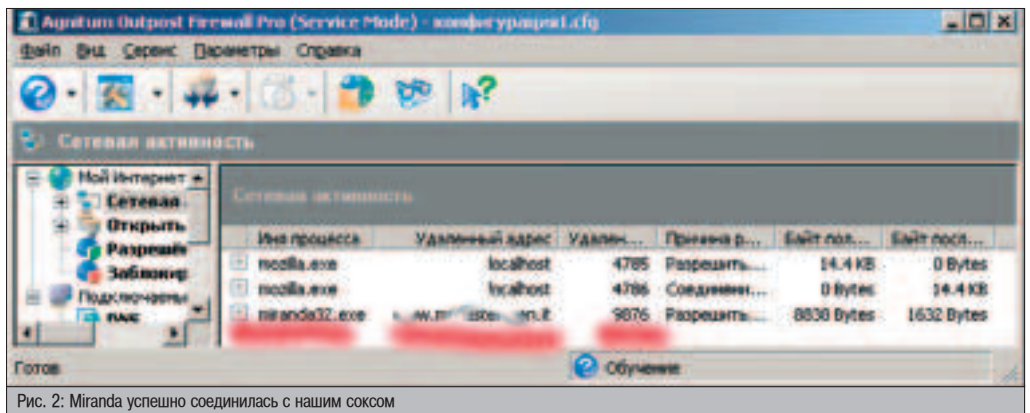 Agnitum Outpost Firewall Pro (Service Mode) - конфигурация1.cfg
Файл Вид Сервис Параметры Справка
Сетевая активность
Мой Интернет
Сетевая
Открыть
Разрешён
Заблокир
Подключаемы
DNS
Сетевая активность
Имя процесса Удаленный адрес Удален... Причина р... Байт пол... Байт посл...
mozilla.exe localhost 4785 Разрешить... 14.4 KB 0 Bytes
mozilla.exe localhost 4786 Соединени... 0 Bytes 14.4 KB
miranda32.exe 9876 Разрешить... 8838 Bytes 1632 Bytes
Готов
Обучение
Рис. 2: Miranda успешно соединилась с нашим соксом